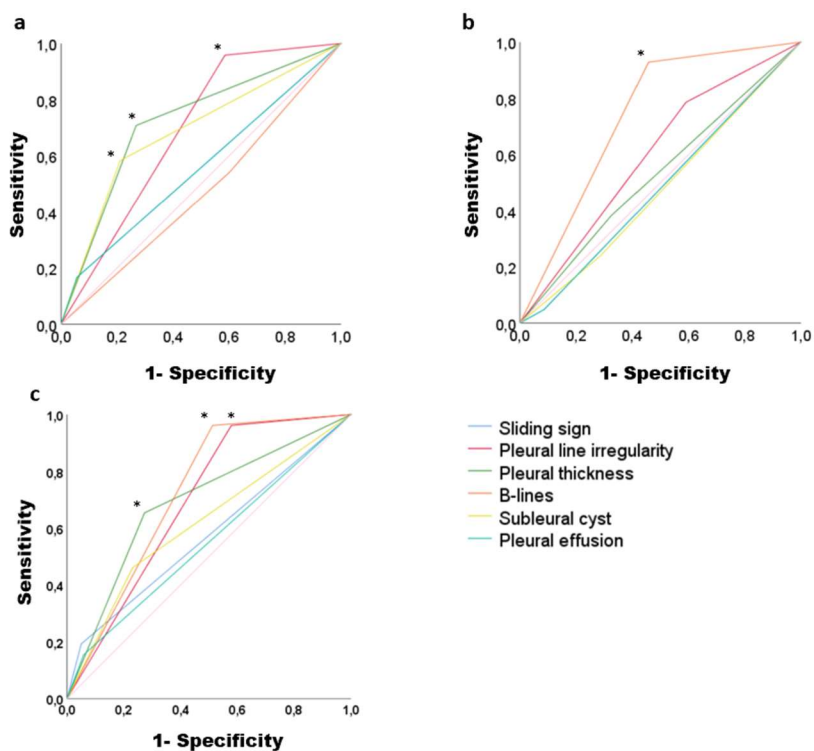 a
*
*
*
1,0
0,8
0,6
0,4
0,2
0,0
Sensitivity
0,0 0,2 0,4 0,6 0,8 1,0
1- Specificity
b
*
1,0
0,8
0,6
0,4
0,2
0,0
Sensitivity
0,0 0,2 0,4 0,6 0,8 1,0
1- Specificity
c
* *
*
1,0
0,8
0,6
0,4
0,2
0,0
Sensitivity
0,0 0,2 0,4 0,6 0,8 1,0
1- Specificity
Sliding sign
Pleural line irregularity
Pleural thickness
B-lines
Subleural cyst
Pleural effusion